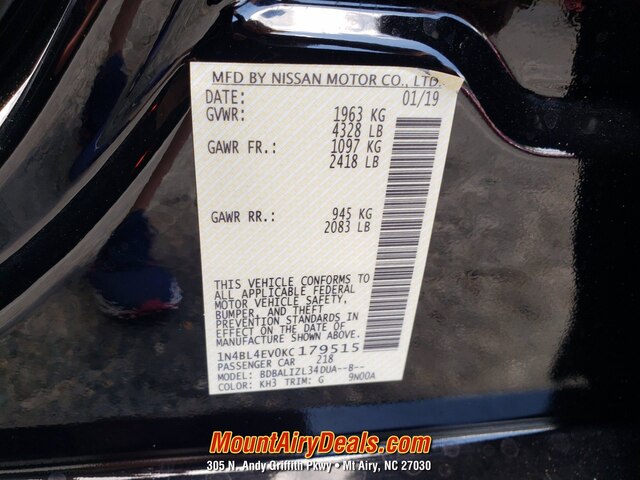 MFD BY NISSAN MOTOR CO., LTD.
DATE: 01/19
GVWR: 1963 KG
4328 LB
GAWR FR.: 1097 KG
2418 LB
GAWR RR.: 945 KG
2083 LB
THIS VEHICLE CONFORMS TO
ALL APPLICABLE FEDERAL
MOTOR VEHICLE SAFETY,
BUMPER, AND THEFT
PREVENTION STANDARDS IN
EFFECT ON THE DATE OF
MANUFACTURE SHOWN ABOVE.
1N4BL4EV0KC 179515
PASSENGER CAR 218
MODEL: BDBALIZL34DUA--B--
COLOR: KH3 TRIM: G 9N00A
MountAiryDeals.com
305 N. Andy Griffith Pkwy • Mt Airy, NC 27030